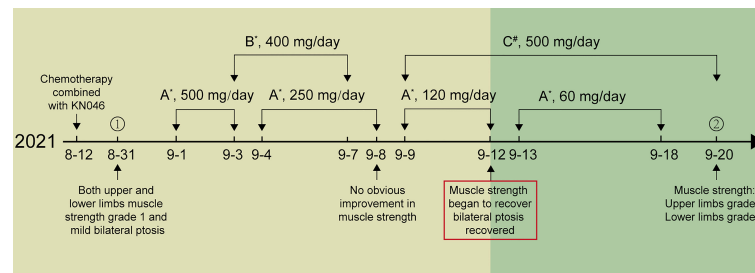 B*, 400 mg/day
C#, 500 mg/day
Chemotherapy
combined
with KN046
①
A*, 500 mg/day
A*, 250 mg/day
A*, 120 mg/day
A*, 60 mg/day
②
2021
8-12 8-31 9-1 9-3 9-4 9-7 9-8 9-9 9-12 9-13 9-18 9-20
Both upper and
lower limbs muscle
strength grade 1 and
mild bilateral ptosis
No obvious
improvement in
muscle strength
Muscle strength
began to recover
bilateral ptosis
recovered
Muscle strength:
Upper limbs grade
Lower limbs grade